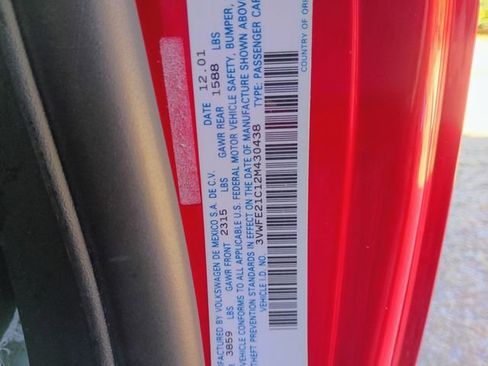 FACTURED BY VOLKSWAGEN DE MEXICO S.A. DE C.V. DATE 12.01
3859 LBS GAWR FRONT 2315 LBS GAWR REAR 1588 LBS
VEHICLE CONFORMS TO ALL APPLICABLE U.S. FEDERAL MOTOR VEHICLE SAFETY, BUMPER,
THEFT PREVENTION STANDARDS IN EFFECT ON THE DATE OF MANUFACTURE SHOWN ABOVE
VEHICLE I.D. NO. 3VWFE21C12M430438 TYPE: PASSENGER CAR
COUNTRY OF ORI